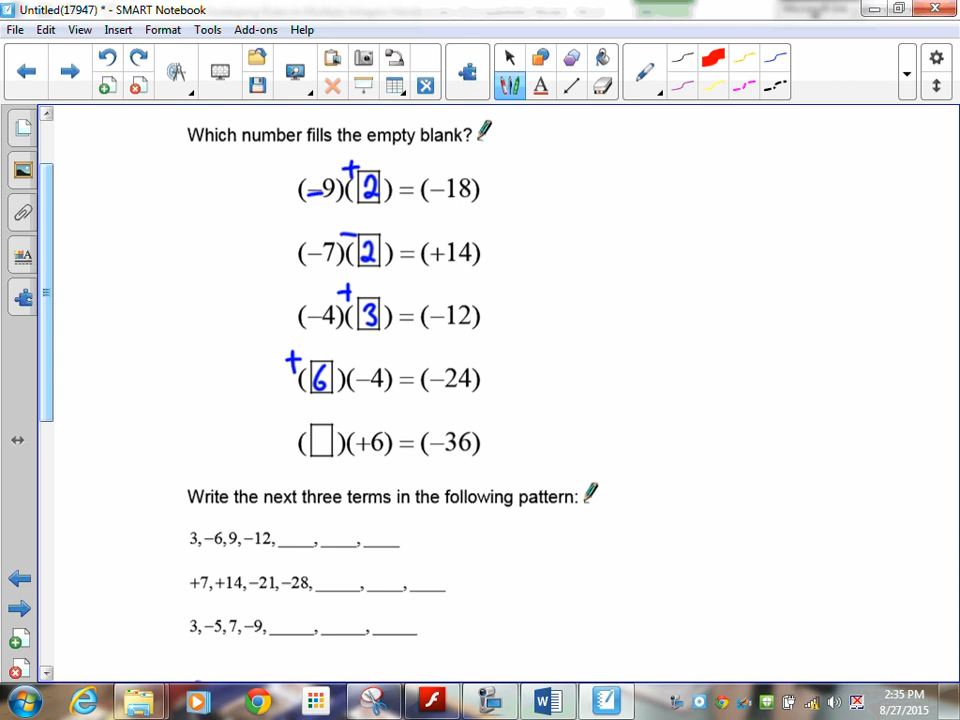 Untitled(17947) * - SMART Notebook
File Edit View Insert Format Tools Add-ons Help
Which number fills the empty blank?
(–9)(+2) = (–18)
(–7)(–2) = (+14)
(–4)(+3) = (–12)
+(6)(–4) = (–24)
( )(+6) = (–36)
Write the next three terms in the following pattern:
3, –6, 9, –12, ____, ____, ____
+7, +14, –21, –28, ____, ____, ____
3, –5, 7, –9, ____, ____, ____
2:35 PM
8/27/2015